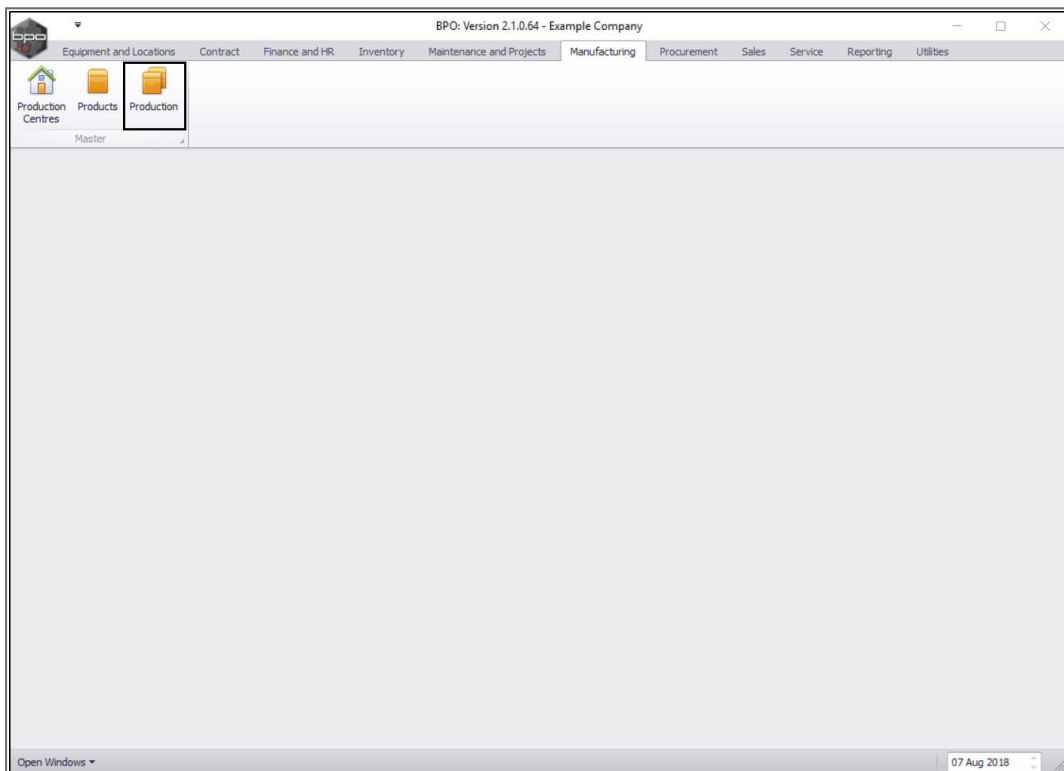 bpo
BPO: Version 2.1.0.64 - Example Company
Equipment and Locations Contract Finance and HR Inventory Maintenance and Projects Manufacturing Procurement Sales Service Reporting Utilities
Production Products Production
Centres
Master
Open Windows 07 Aug 2018